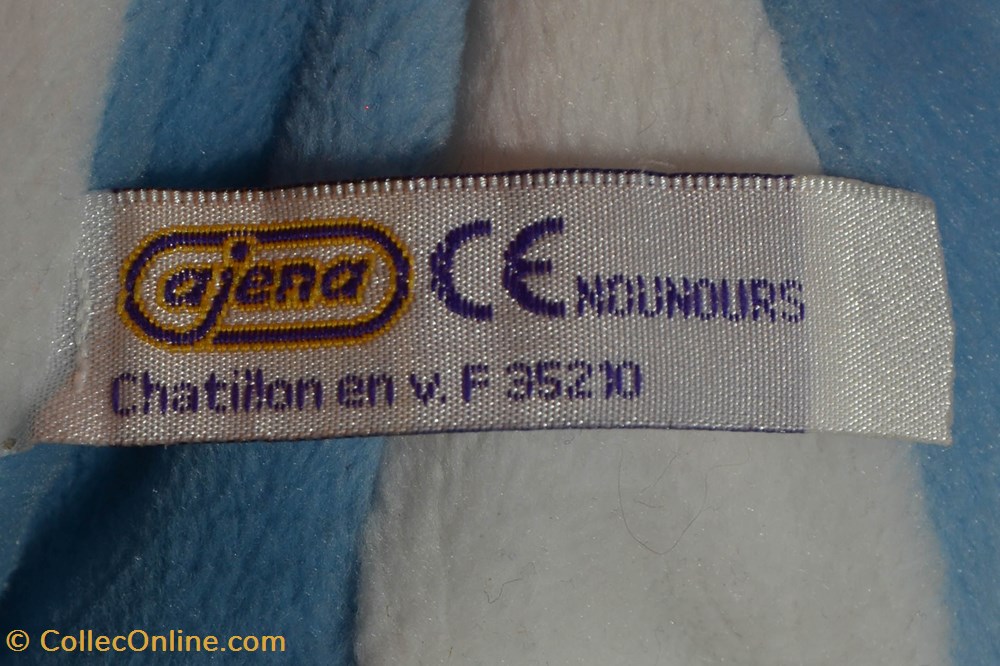 ajena CE NOUNOURS
Chatillon en v. F 35210
© CollecOnline.com